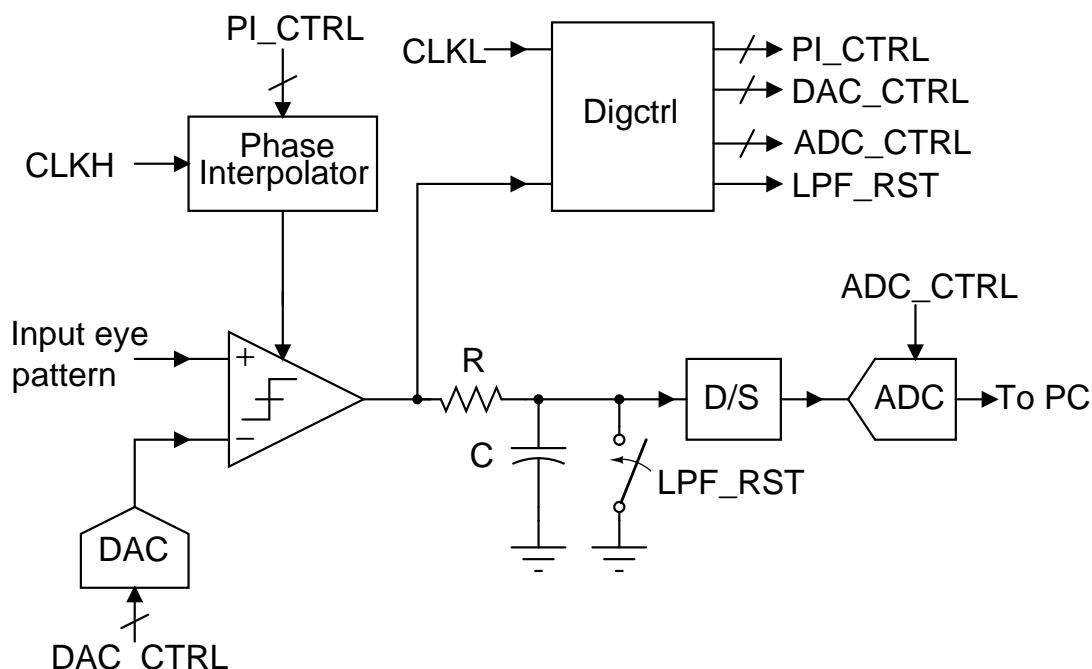 PI_CTRL
CLKH
Phase
Interpolator
CLKL
Digctrl
PI_CTRL
DAC_CTRL
ADC_CTRL
LPF_RST
Input eye
pattern
+
−
DAC
DAC_CTRL
R
C
LPF_RST
D/S
ADC_CTRL
ADC
To PC